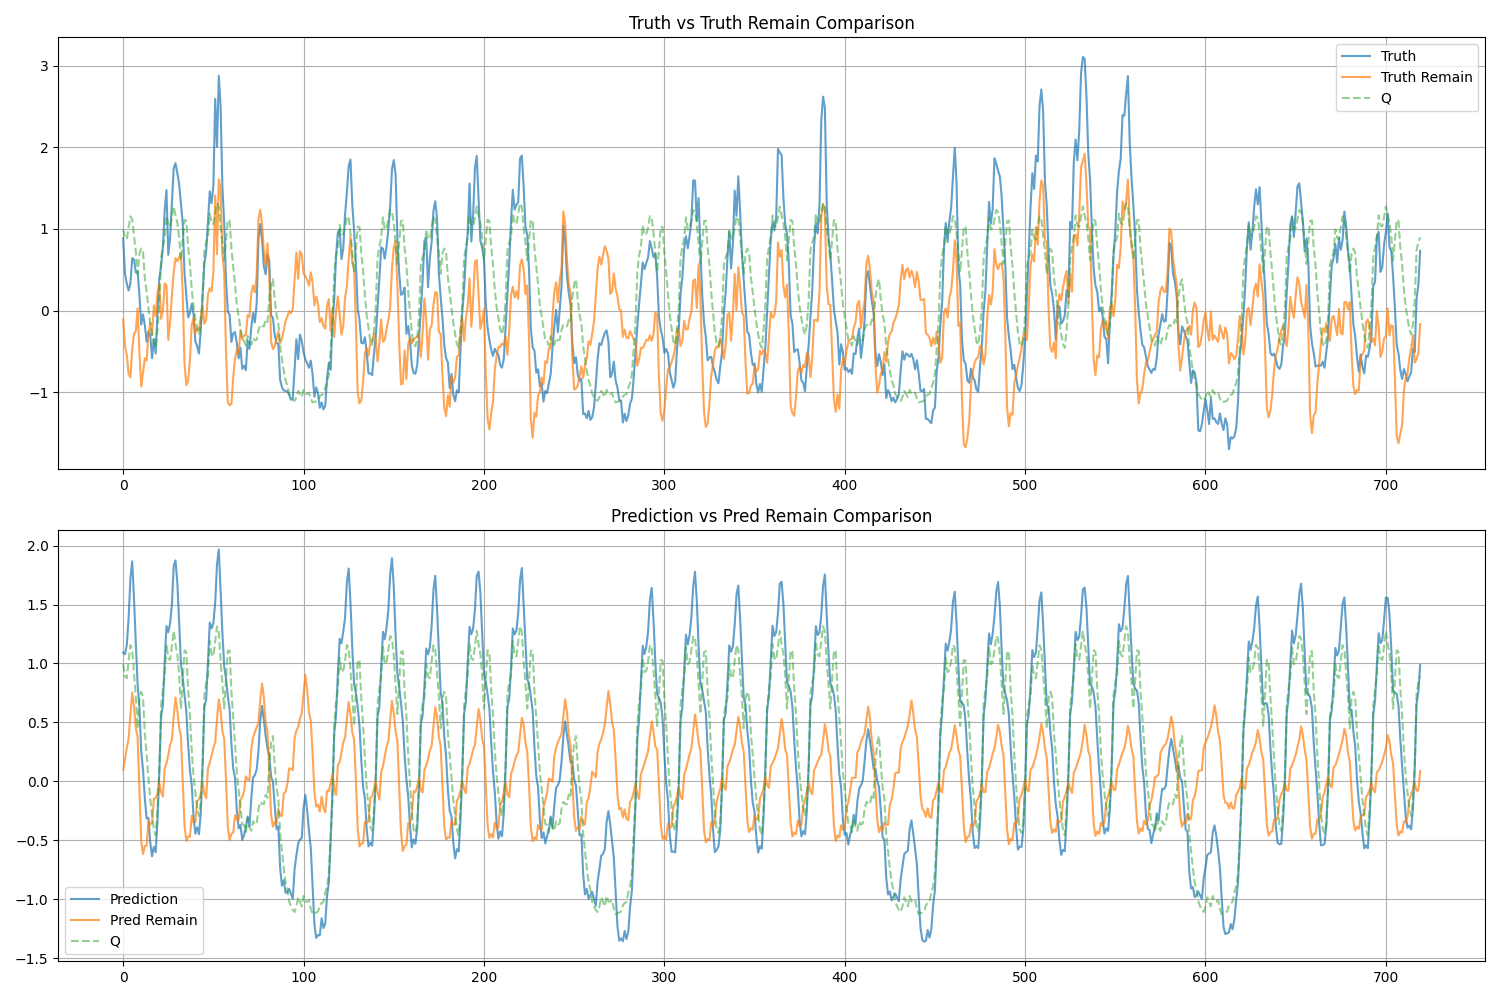 Truth vs Truth Remain Comparison
3
2
1
0
−1
Truth
Truth Remain
Q
0 100 200 300 400 500 600 700
Prediction vs Pred Remain Comparison
2.0
1.5
1.0
0.5
0.0
−0.5
−1.0
−1.5
Prediction
Pred Remain
Q
0 100 200 300 400 500 600 700